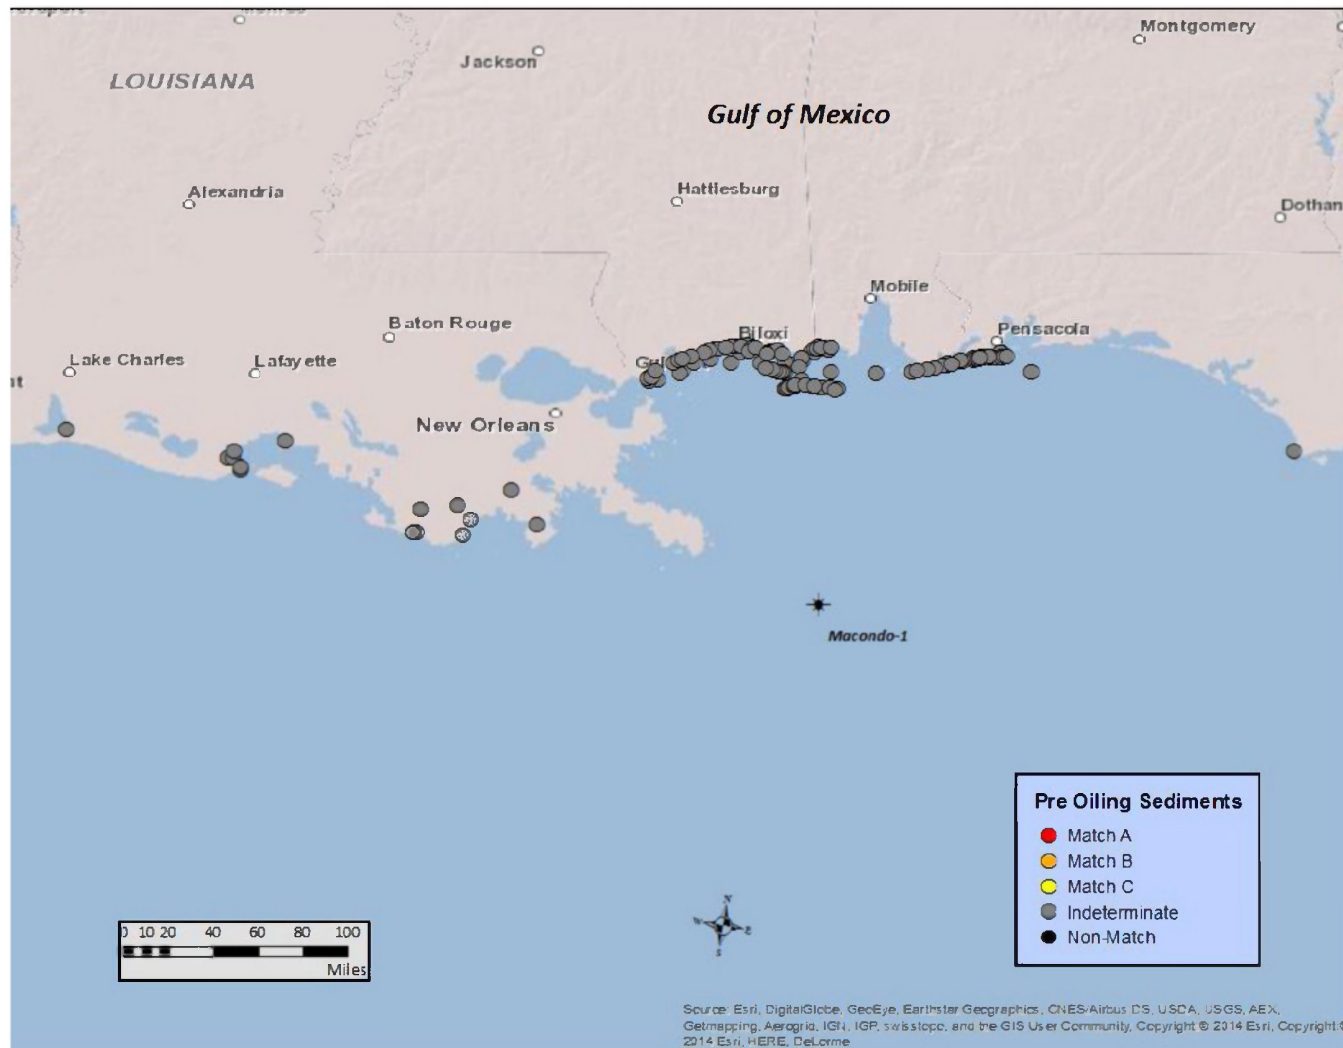 Montgomery
Jackson
LOUISIANA
Gulf of Mexico
Alexandria
Hattiesburg
Dothan
Mobile
Baton Rouge
Biloxi
Pensacola
Lake Charles
Lafayette
Gul
nt
New Orleans
Macondo-1
Pre Oiling Sediments
Match A
Match B
Match C
Indeterminate
Non-Match
N
W
E
S
0 10 20 40 60 80 100
Miles
Source: Esri, DigitalGlobe, GeoEye, Earthstar Geographics, CNES/Airbus DS, USDA, USGS, AEX,
Getmapping, Aerogrid, IGN, IGP, swisstopo, and the GIS User Community, Copyright © 2014 Esri, Copyright ©
2014 Esri, HERE, DeLorme